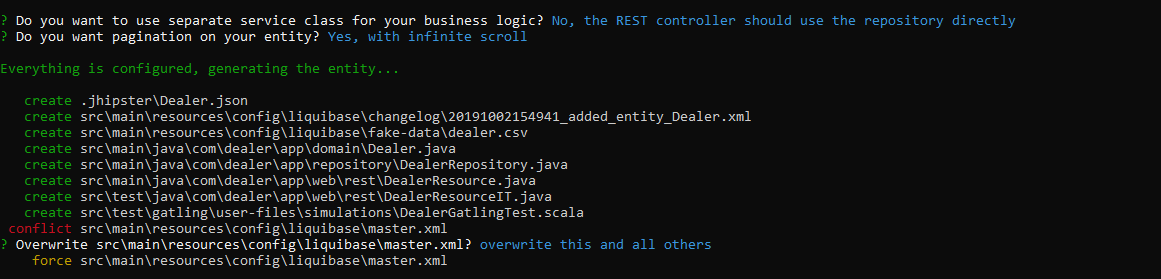 ? Do you want to use separate service class for your business logic? No, the REST controller should use the repository directly
? Do you want pagination on your entity? Yes, with infinite scroll
Everything is configured, generating the entity...
create .jhipster\Dealer.json
create src\main\resources\config\liquibase\changelog\20191002154941_added_entity_Dealer.xml
create src\main\resources\config\liquibase\fake-data\dealer.csv
create src\main\java\com\dealer\app\domain\Dealer.java
create src\main\java\com\dealer\app\repository\DealerRepository.java
create src\main\java\com\dealer\app\web\rest\DealerResource.java
create src\test\java\com\dealer\app\web\rest\DealerResourceIT.java
create src\test\gatling\user-files\simulations\DealerGatlingTest.scala
conflict src\main\resources\config\liquibase\master.xml
? Overwrite src\main\resources\config\liquibase\master.xml? overwrite this and all others
force src\main\resources\config\liquibase\master.xml